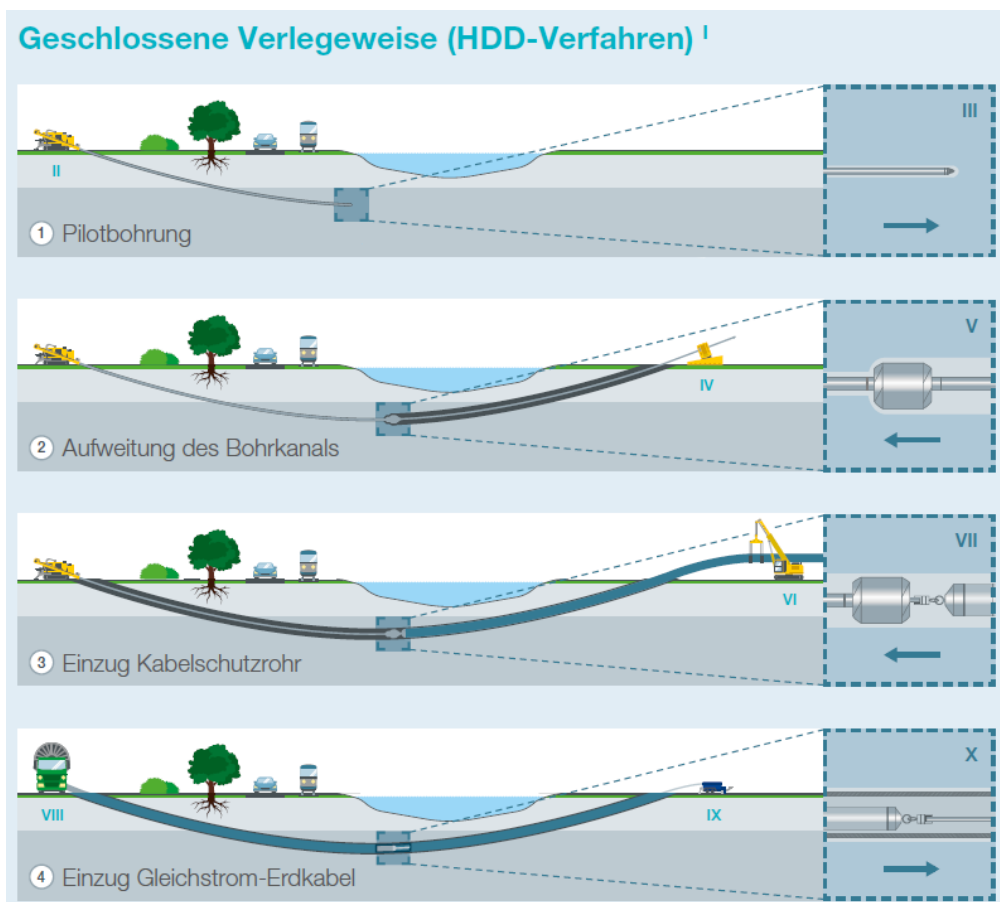 Geschlossene Verlegeweise (HDD-Verfahren) I
III
II
1 Pilotbohrung
V
IV
2 Aufweitung des Bohrkanals
VII
VI
3 Einzug Kabelschutzrohr
X
VIII
IX
4 Einzug Gleichstrom-Erdkabel